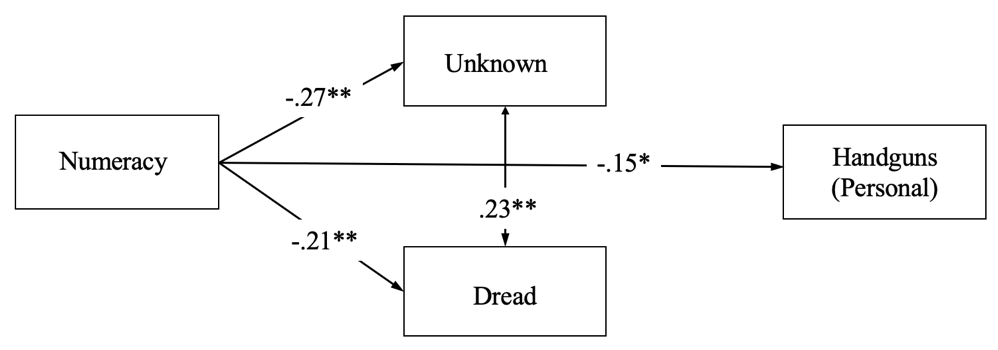 Unknown
-.27**
Numeracy
-.15*
Handguns
(Personal)
.23**
-.21**
Dread